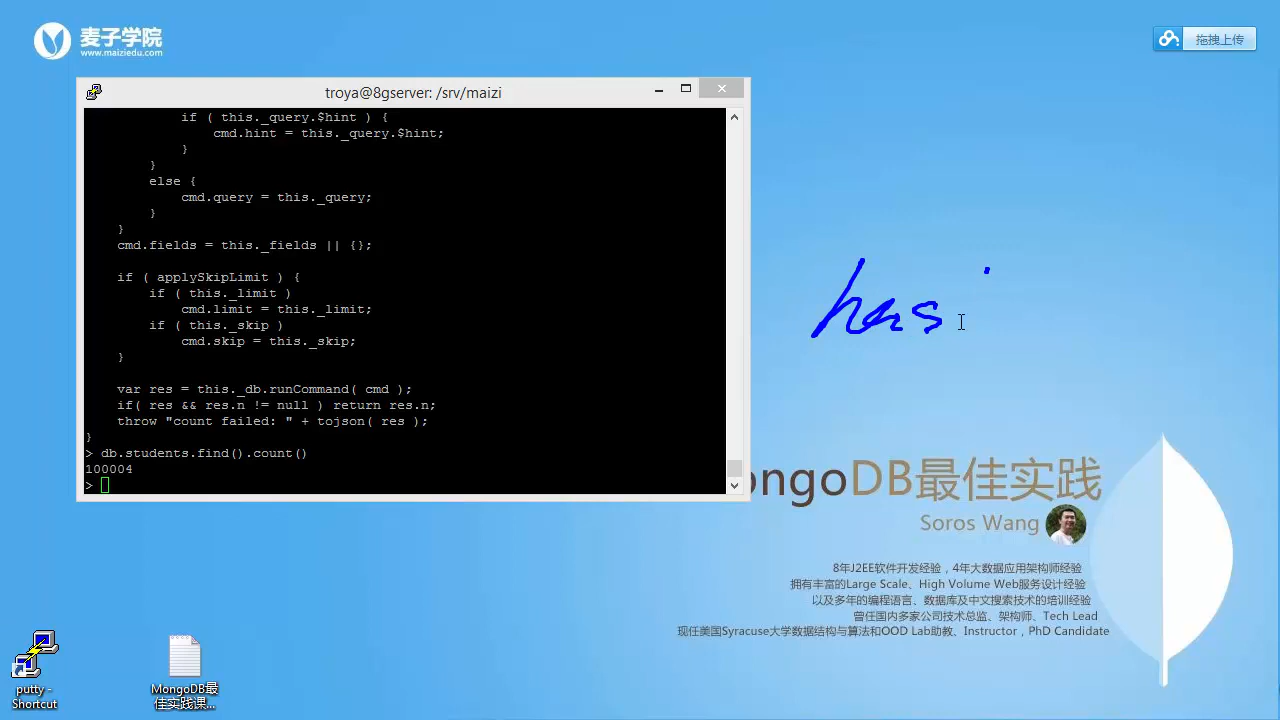 麦子学院
www.maiziedu.com
拖拽上传
troya@8gserver: /srv/maizi
if ( this._query.$hint ) {
cmd.hint = this._query.$hint;
}
}
else {
cmd.query = this._query;
}
}
cmd.fields = this._fields || {};
if ( applySkipLimit ) {
if ( this._limit )
cmd.limit = this._limit;
if ( this._skip )
cmd.skip = this._skip;
}
var res = this._db.runCommand( cmd );
if( res && res.n != null ) return res.n;
throw "count failed: " + tojson( res );
}
> db.students.find().count()
100004
>
has
ongoDB最佳实践
Soros Wang
8年J2EE软件开发经验，4年大数据应用架构师经验
拥有丰富的Large Scale、High Volume Web服务设计经验
以及多年的编程语言、数据库及中文搜索技术的培训经验
曾任国内多家公司技术总监、架构师、Tech Lead
现任美国Syracuse大学数据结构与算法和OOD Lab助教、Instructor，PhD Candidate
putty -
Shortcut
MongoDB最
佳实践课...